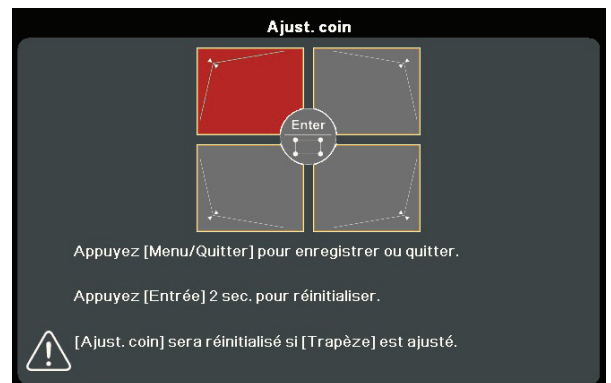 Ajust. coin
Enter
Appuyez [Menu/Quitter] pour enregistrer ou quitter.
Appuyez [Entrée] 2 sec. pour réinitialiser.
[Ajust. coin] sera réinitialisé si [Trapèze] est ajusté.